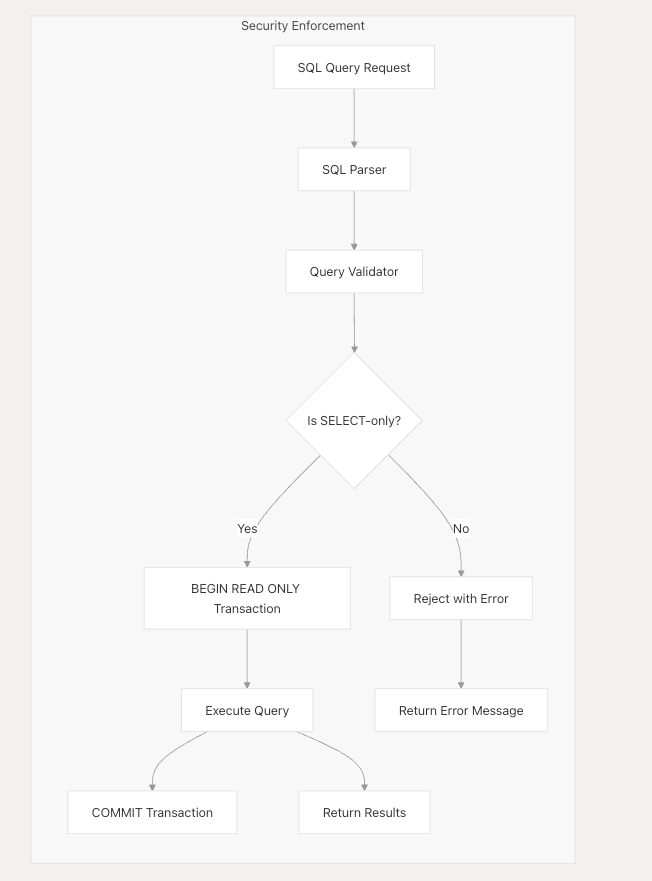 Security Enforcement
SQL Query Request
SQL Parser
Query Validator
Is SELECT-only?
Yes
No
BEGIN READ ONLY
Transaction
Reject with Error
Execute Query
Return Error Message
COMMIT Transaction
Return Results